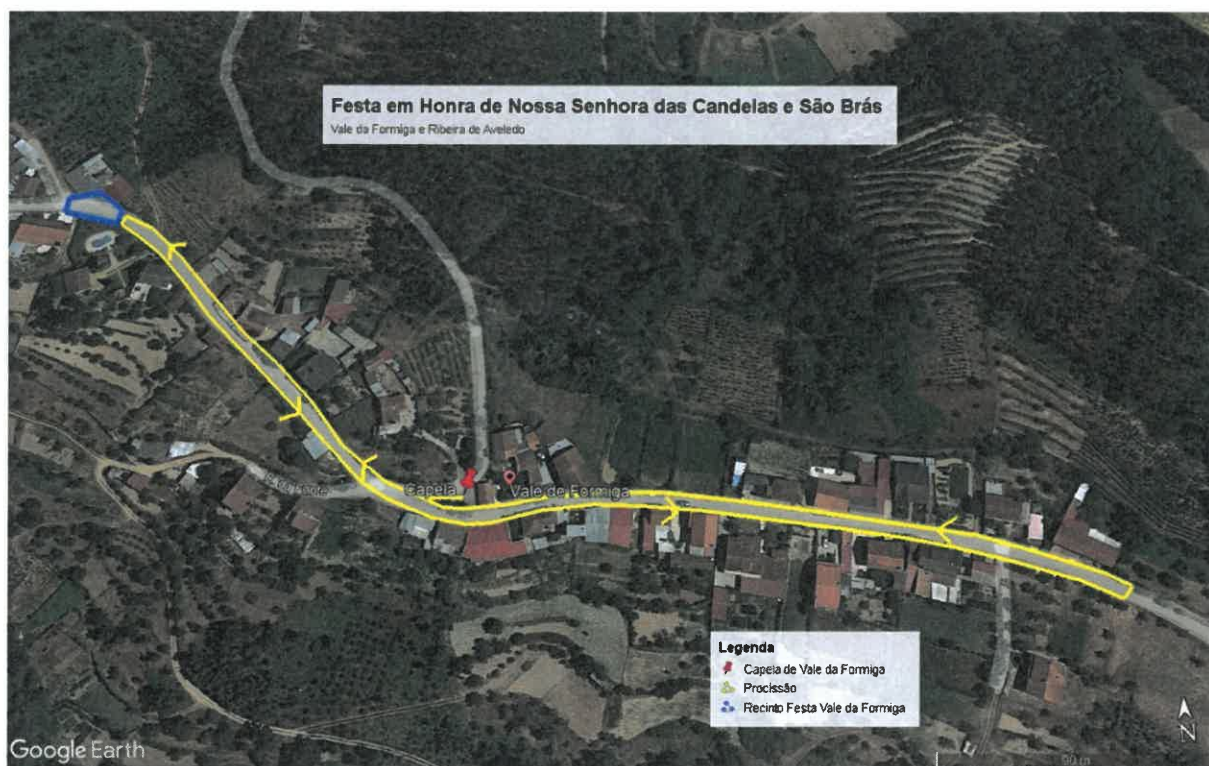 Festa em Honra de Nossa Senhora das Candelas e São Brás
Vale da Formiga e Ribeira de Aveledo
Capela
Vale de Formiga
Legenda
Capela de Vale da Formiga
Procissão
Recinto Festa Vale da Formiga
N
Google Earth
90 m